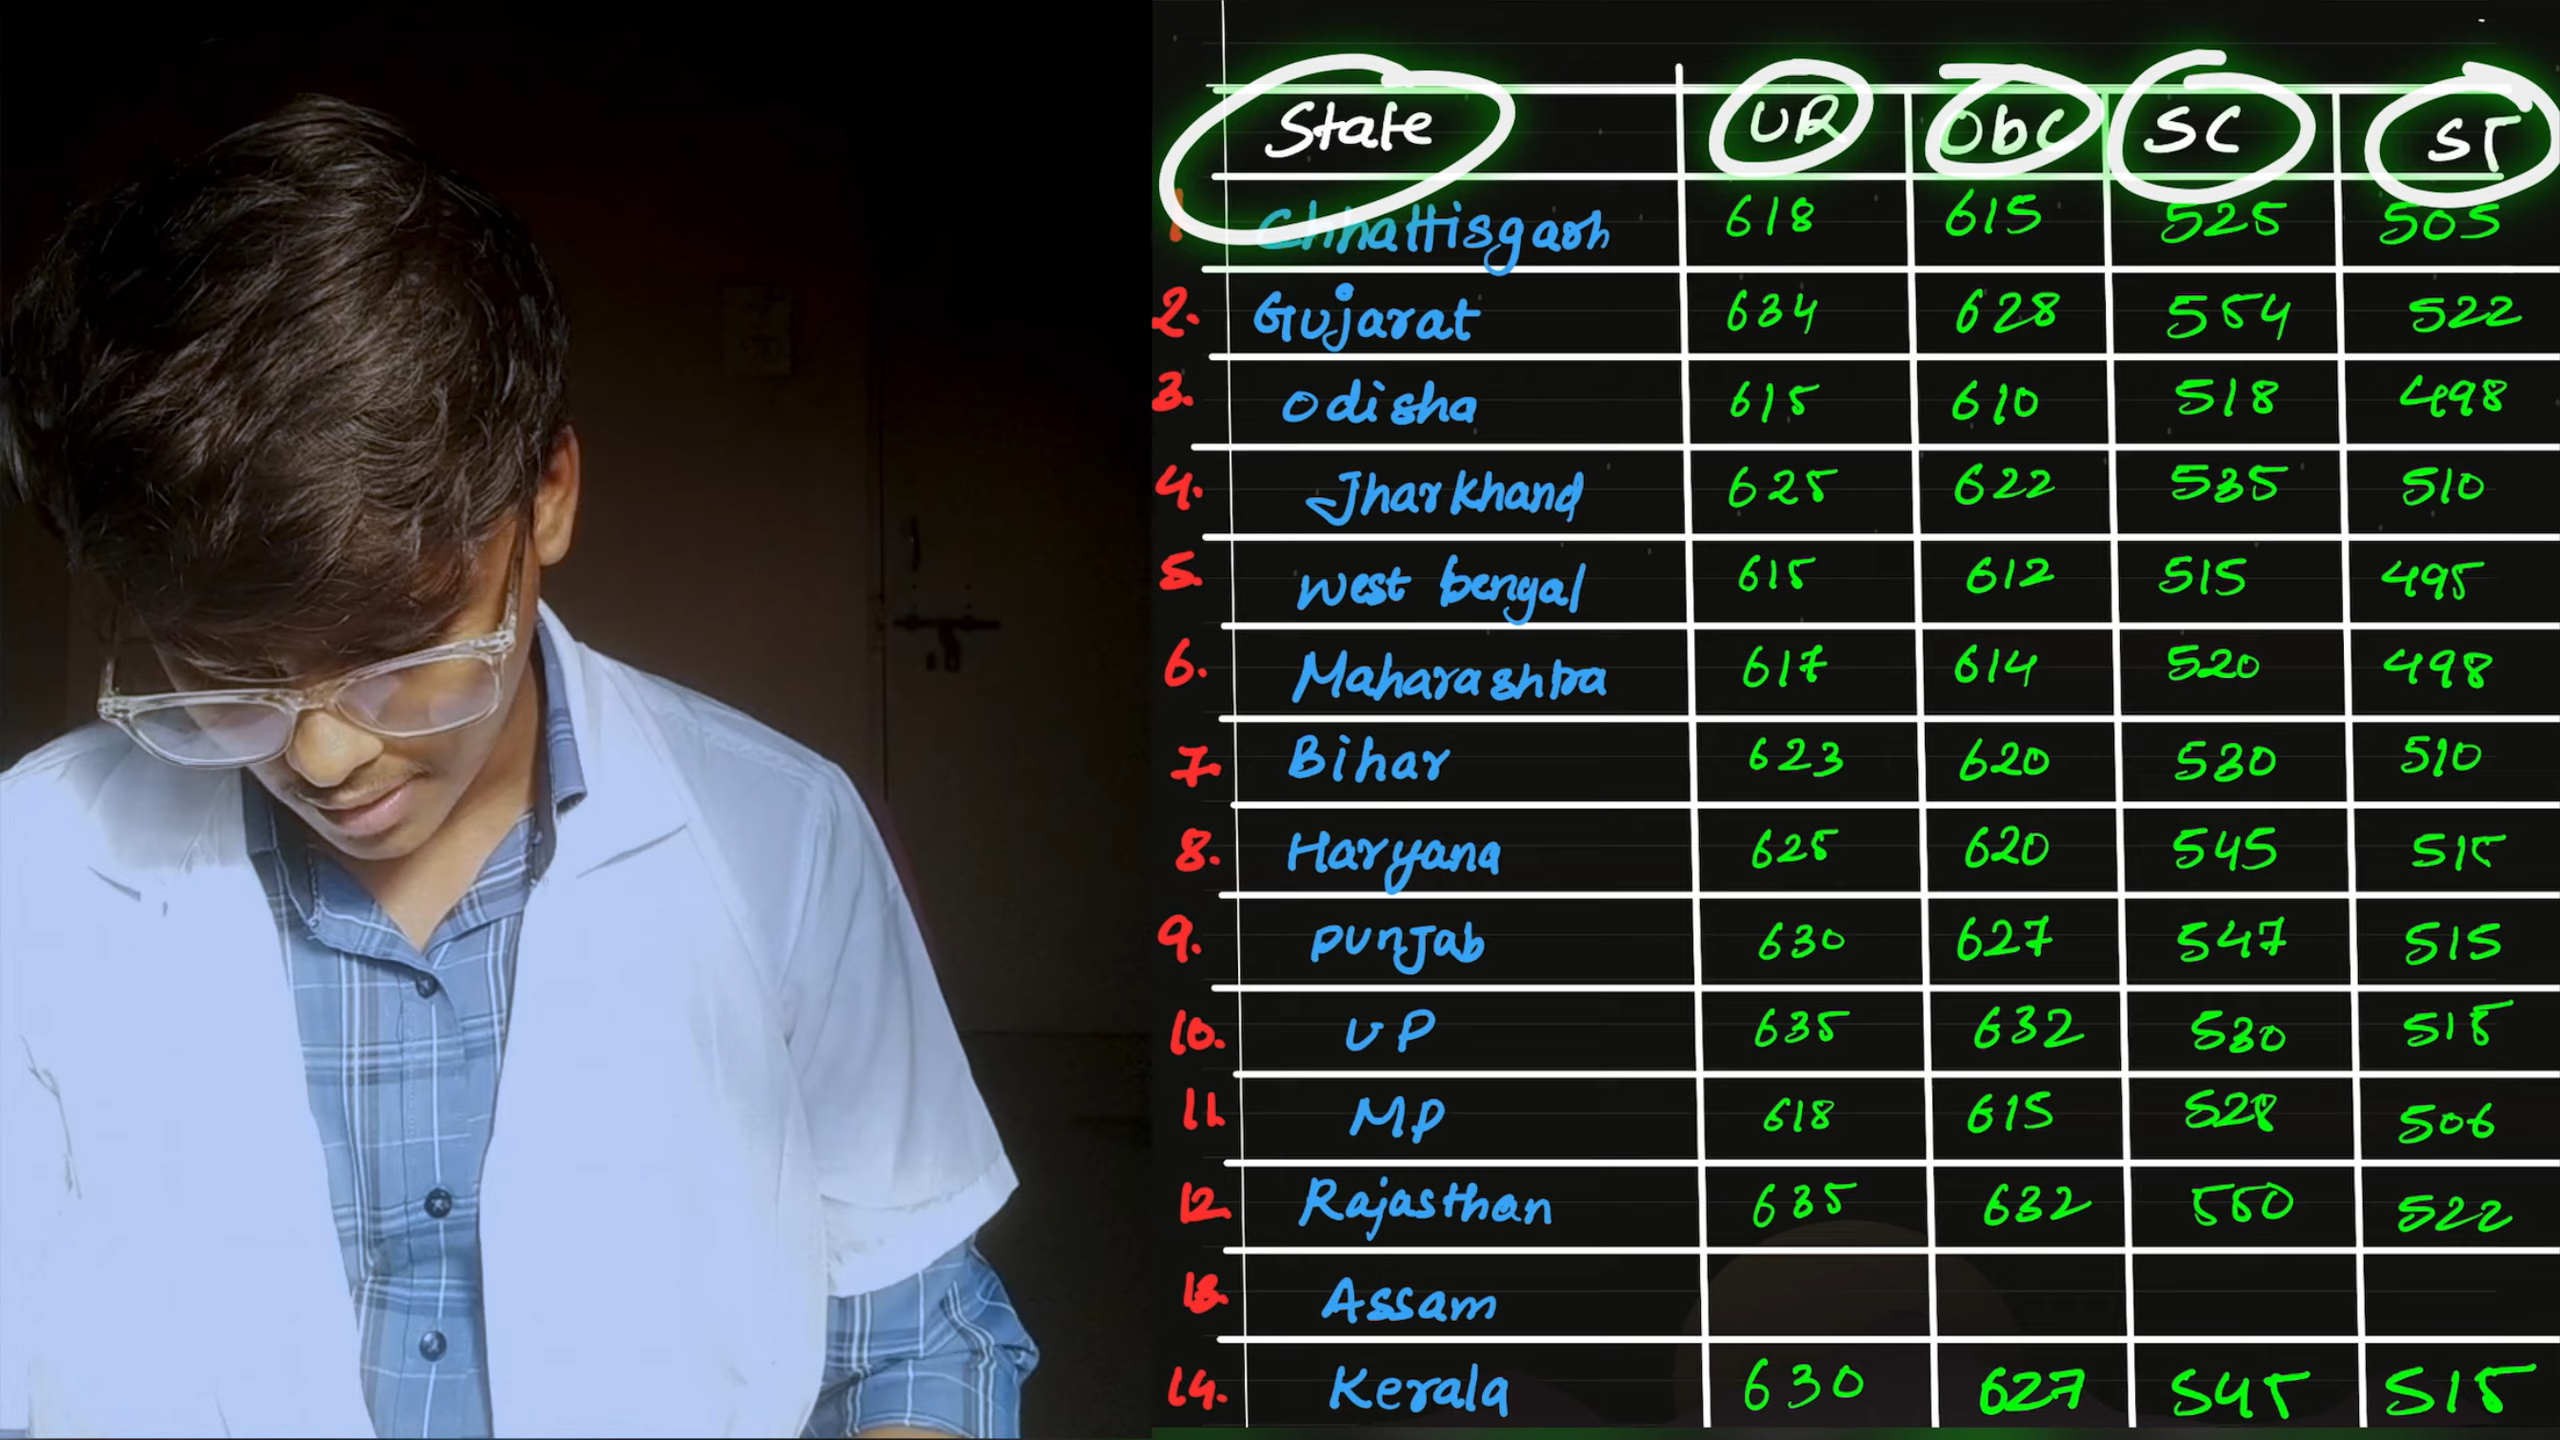 State UR ObC SC ST
1 Chhattisgarh 618 615 525 505
2. Gujarat 634 628 554 522
3. Odisha 615 610 518 498
4. Jharkhand 625 622 535 510
5. West bengal 615 612 515 495
6. Maharashtra 617 614 520 498
7. Bihar 623 620 530 510
8. Haryana 625 620 545 515
9. Punjab 630 627 547 515
10. UP 635 632 530 515
11. MP 618 615 528 506
12. Rajasthan 635 632 550 522
13. Assam
14. Kerala 630 627 545 515